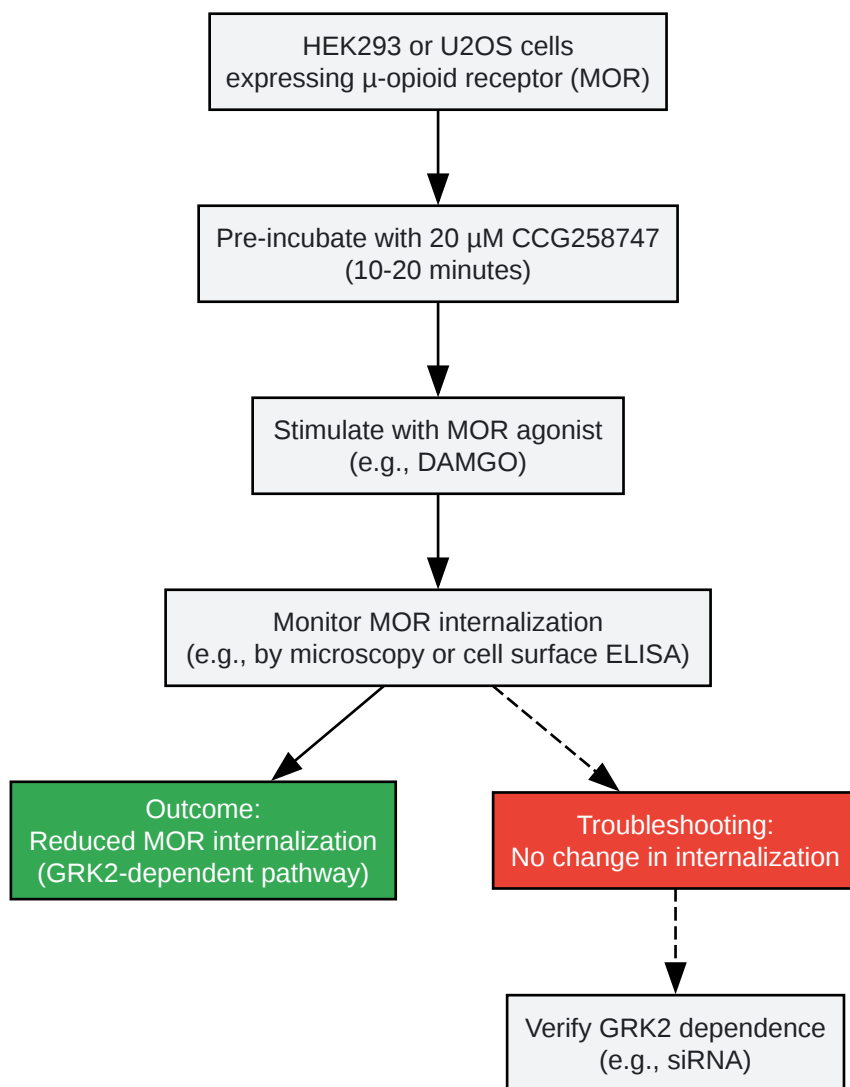 HEK293 or U2OS cells
expressing µ-opioid receptor (MOR)
Pre-incubate with 20 µM CCG258747
(10-20 minutes)
Stimulate with MOR agonist
(e.g., DAMGO)
Monitor MOR internalization
(e.g., by microscopy or cell surface ELISA)
Outcome:
Reduced MOR internalization
(GRK2-dependent pathway)
Troubleshooting:
No change in internalization
Verify GRK2 dependence
(e.g., siRNA)